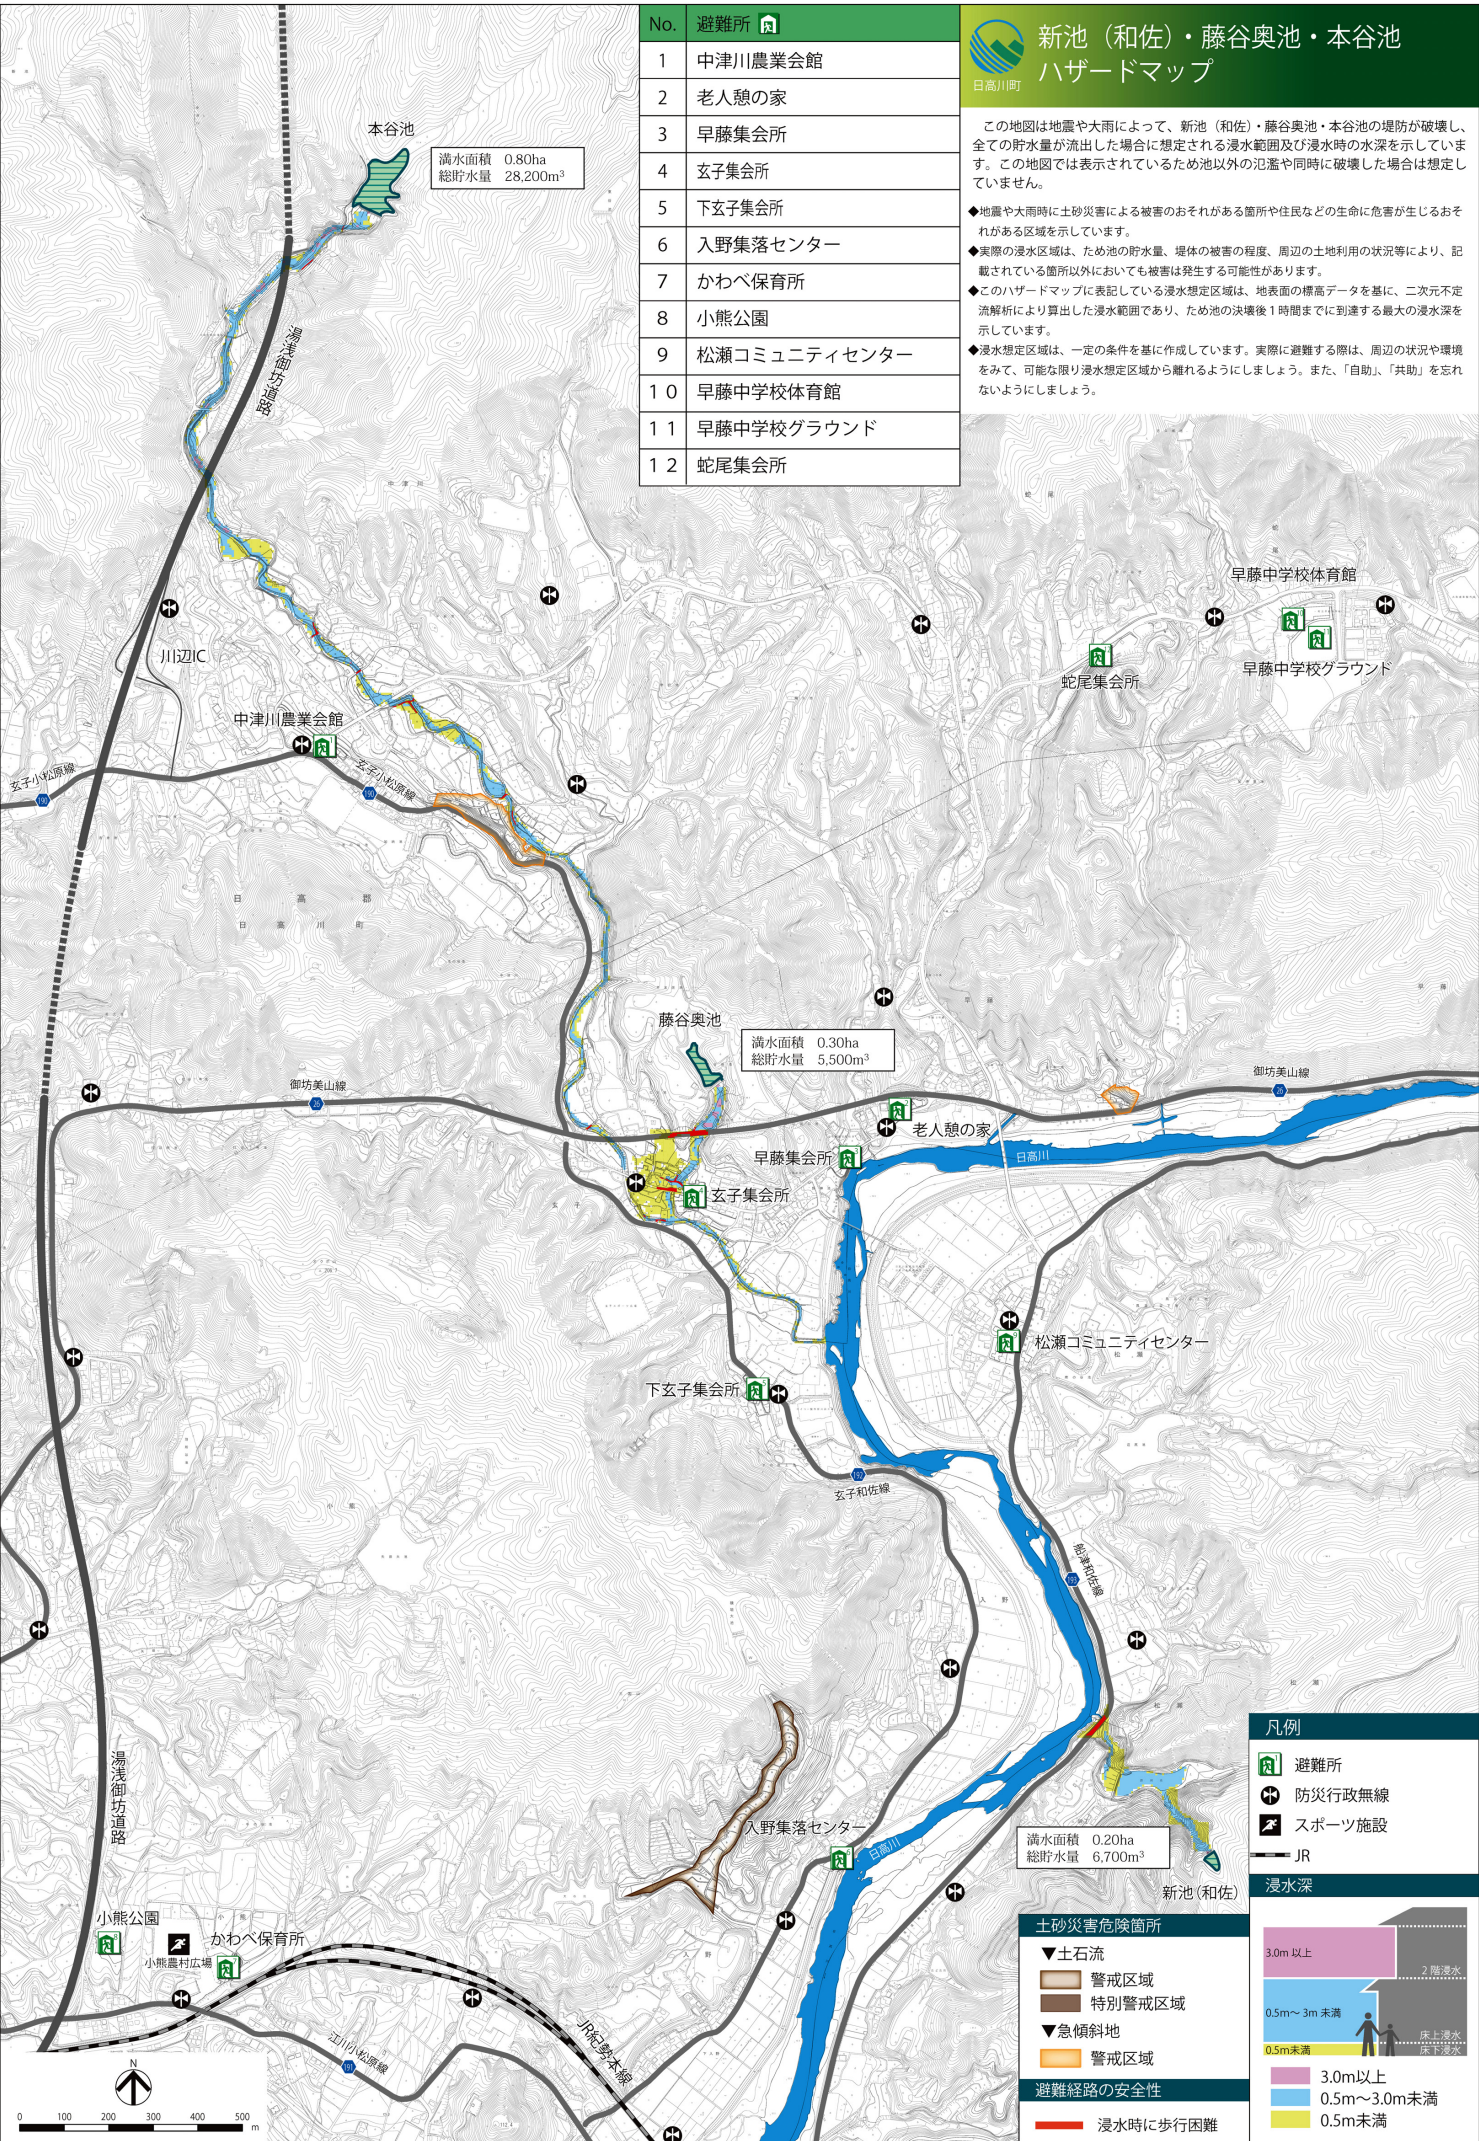 No. 避難所
1 中津川農業会館
2 老人憩の家
3 早藤集会所
4 玄子集会所
5 下玄子集会所
6 入野集落センター
7 かわべ保育所
8 小熊公園
9 松瀬コミュニティセンター
10 早藤中学校体育館
11 早藤中学校グラウンド
12 蛇尾集会所
日高川町
新池（和佐）・藤谷奥池・本谷池
ハザードマップ
この地図は地震や大雨によって、新池（和佐）・藤谷奥池・本谷池の堤防が破壊し、
全ての貯水量が流出した場合に想定される浸水範囲及び浸水時の水深を示していま
す。この地図では表示されているため池以外の氾濫や同時に破壊した場合は想定し
ていません。
◆地震や大雨時に土砂災害による被害のおそれがある箇所や住民などの生命に危害が生じるおそ
れがある区域を示しています。
◆実際の浸水区域は、ため池の貯水量、堤体の被害の程度、周辺の土地利用の状況等により、記
載されている箇所以外においても被害は発生する可能性があります。
◆このハザードマップに表記している浸水想定区域は、地表面の標高データを基に、二次元不定
流解析により算出した浸水範囲であり、ため池の決壊後１時間までに到達する最大の浸水深を
示しています。
◆浸水想定区域は、一定の条件を基に作成しています。実際に避難する際は、周辺の状況や環境
をみて、可能な限り浸水想定区域から離れるようにしましょう。また、「自助」、「共助」を忘れ
ないようにしましょう。
本谷池
満水面積 0.80ha
総貯水量 28,200m³
湯浅御坊道路
早藤中学校体育館
早藤中学校グラウンド
蛇尾集会所
川辺IC
中津川農業会館
玄子小松原線
190
玄子小松原線
190
日高郡
日高川町
藤谷奥池
満水面積 0.30ha
総貯水量 5,500m³
御坊美山線
26
御坊美山線
26
老人憩の家
早藤集会所
日高川
玄子集会所
松瀬コミュニティセンター
下玄子集会所
192
玄子和佐線
船津和佐線
193
湯浅御坊道路
入野集落センター
日高川
満水面積 0.20ha
総貯水量 6,700m³
新池(和佐)
小熊公園
小熊農村広場
かわべ保育所
江川小松原線
191
JR紀勢本線
N
0 100 200 300 400 500 m
凡例
避難所
防災行政無線
スポーツ施設
JR
浸水深
3.0m 以上
2 階浸水
0.5m～ 3m 未満
床上浸水
0.5m未満
床下浸水
3.0m以上
0.5m～3.0m未満
0.5m未満
土砂災害危険箇所
▼土石流
警戒区域
特別警戒区域
▼急傾斜地
警戒区域
避難経路の安全性
浸水時に歩行困難